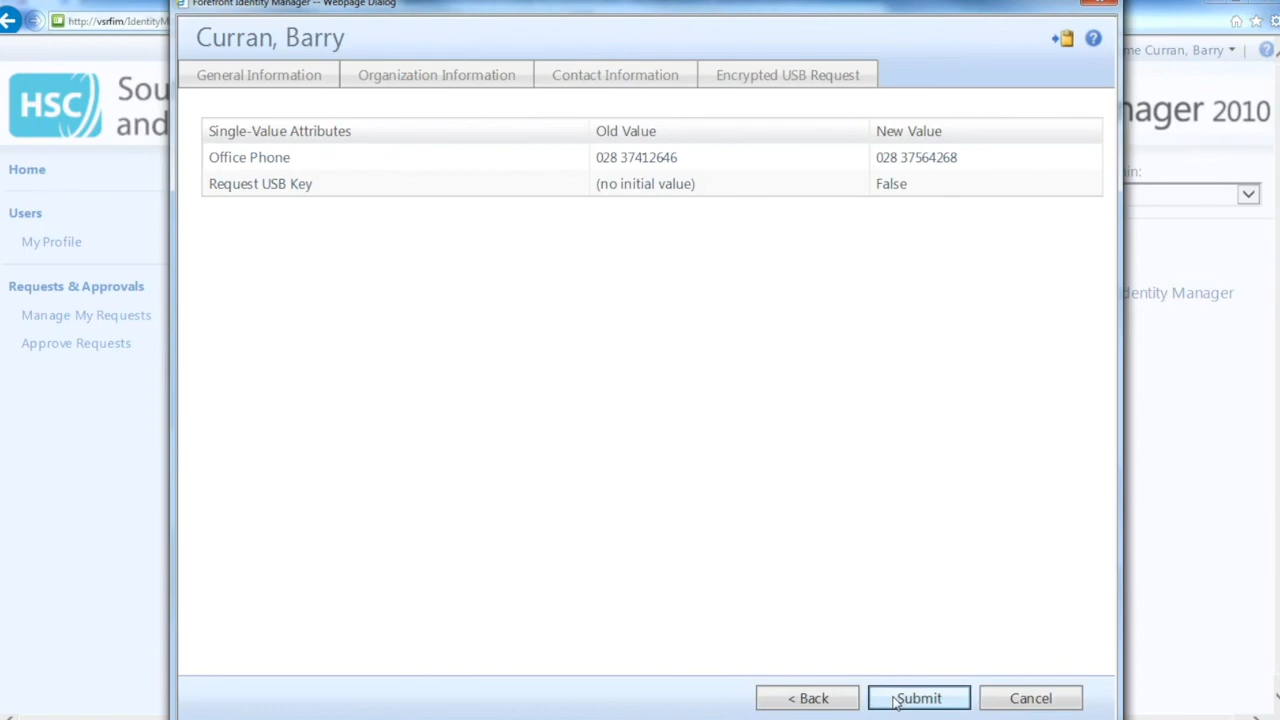 Forefront Identity Manager -- Webpage Dialog
http://vsrfim/IdentityM
Curran, Barry
me Curran, Barry
General Information
Organization Information
Contact Information
Encrypted USB Request
HSC
Sou
and
nager 2010
Single-Value Attributes Old Value New Value
Office Phone 028 37412646 028 37564268
Request USB Key (no initial value) False
in:
Home
Users
My Profile
Requests & Approvals
Manage My Requests
Approve Requests
dentity Manager
< Back
Submit
Cancel